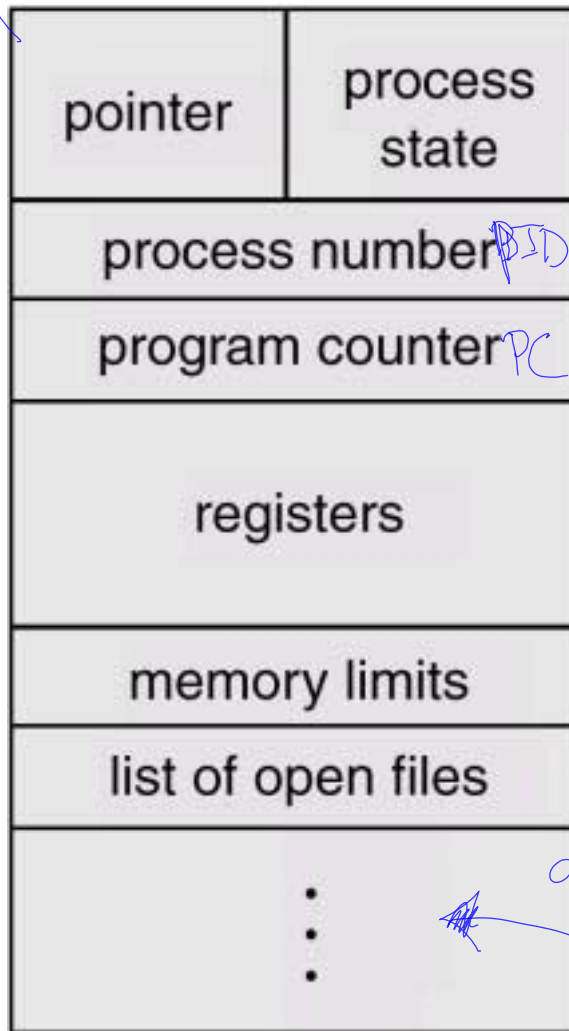 pointer
process
state
process number PID
program counter PC
registers
memory limits
list of open files